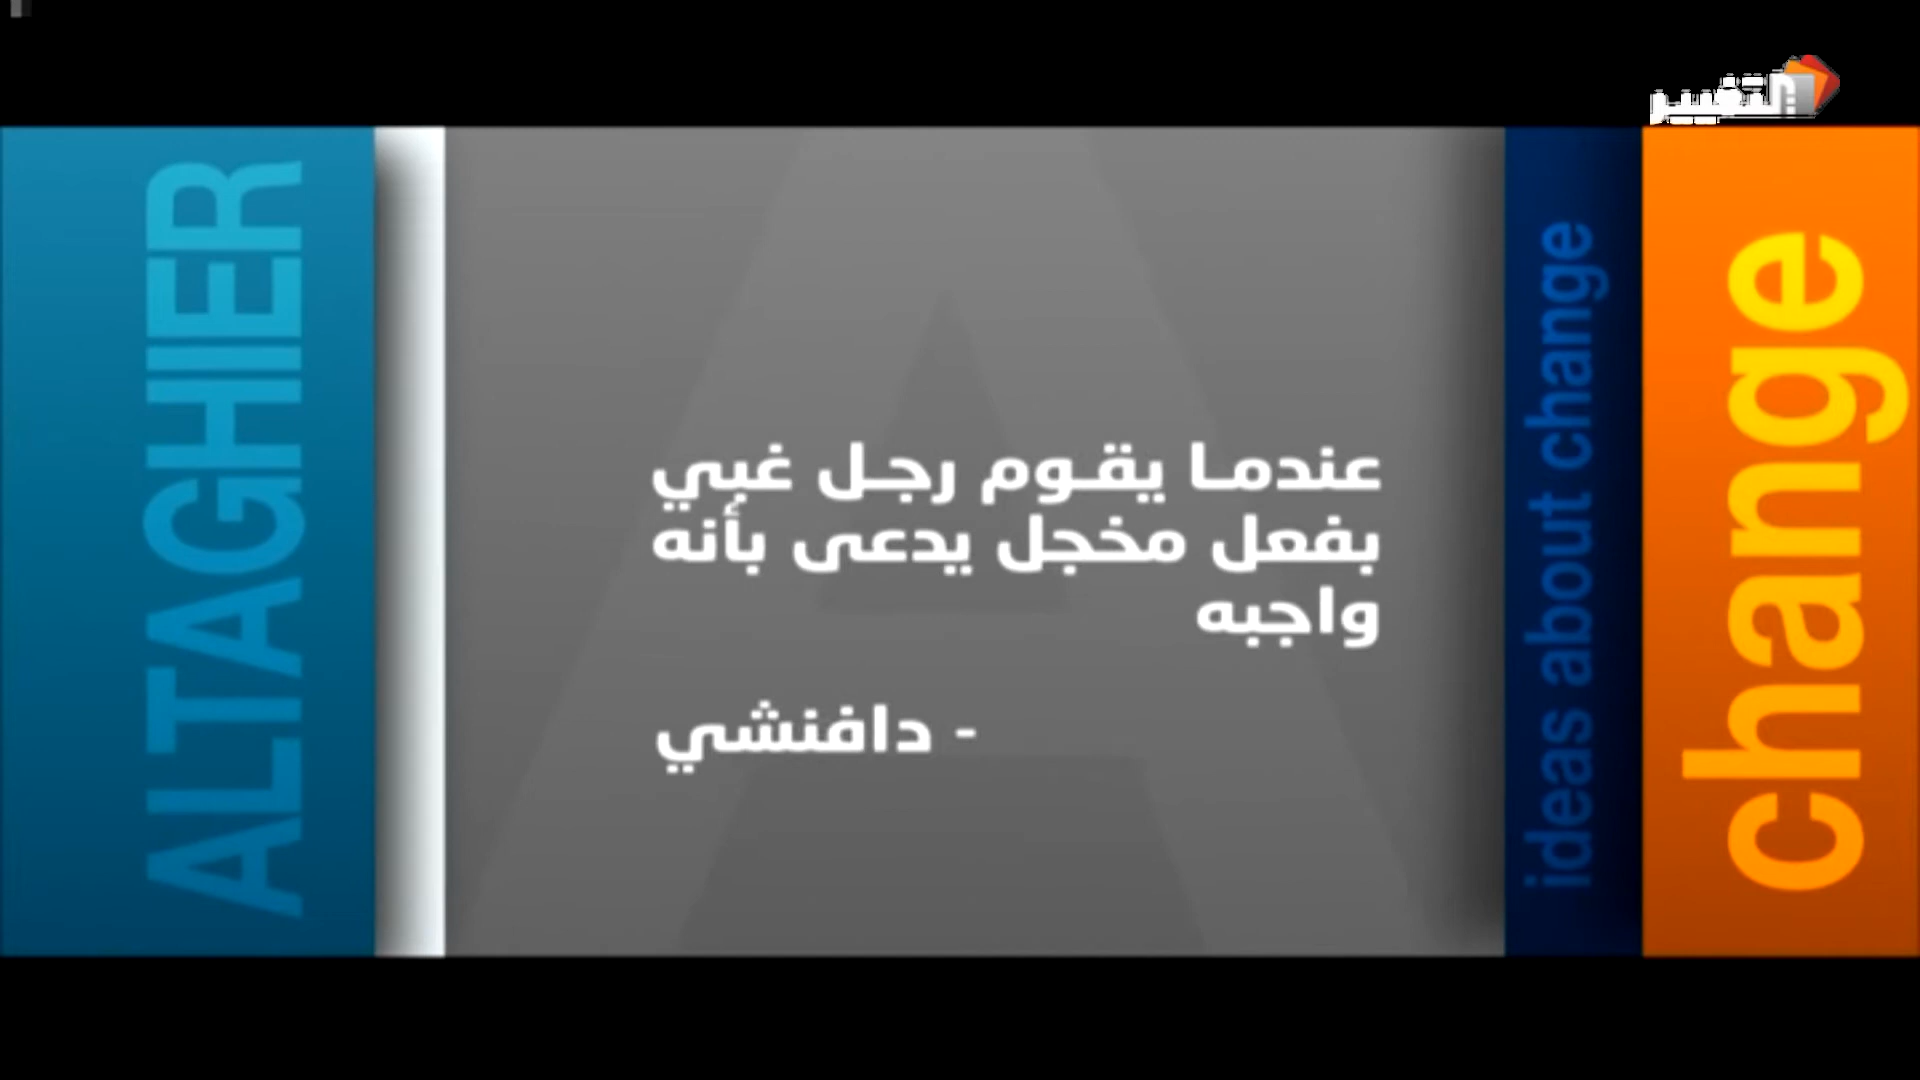 التغيير
عندما يقوم رجل غبي
بفعل مخجل يدعى بأنه
واجبه
- دافنشي
ALTAGHIER
ideas about change
change